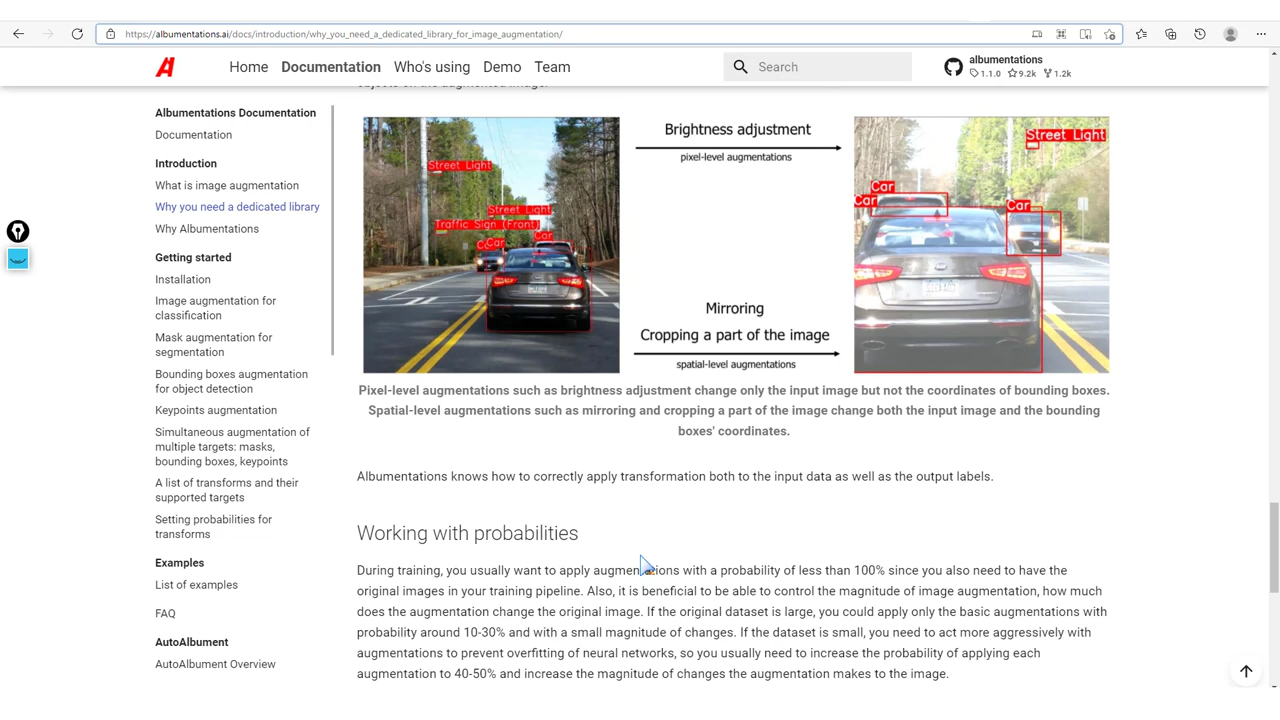 https://albumentations.ai/docs/introduction/why_you_need_a_dedicated_library_for_image_augmentation/
Home Documentation Who's using Demo Team
Search
albumentations
1.1.0 9.2k 1.2k
objects on the augmented image.
Albumentations Documentation
Documentation
Introduction
What is image augmentation
Why you need a dedicated library
Why Albumentations
Getting started
Installation
Image augmentation for
classification
Mask augmentation for
segmentation
Bounding boxes augmentation
for object detection
Keypoints augmentation
Simultaneous augmentation of
multiple targets: masks,
bounding boxes, keypoints
A list of transforms and their
supported targets
Setting probabilities for
transforms
Examples
List of examples
FAQ
AutoAlbument
AutoAlbument Overview
Street Light
Street Light
Traffic Sign (Front)
Car
Car
Brightness adjustment
pixel-level augmentations
Mirroring
Cropping a part of the image
spatial-level augmentations
Street Light
Car
Car
Car
Pixel-level augmentations such as brightness adjustment change only the input image but not the coordinates of bounding boxes.
Spatial-level augmentations such as mirroring and cropping a part of the image change both the input image and the bounding
boxes' coordinates.
Albumentations knows how to correctly apply transformation both to the input data as well as the output labels.
Working with probabilities
During training, you usually want to apply augmentations with a probability of less than 100% since you also need to have the
original images in your training pipeline. Also, it is beneficial to be able to control the magnitude of image augmentation, how much
does the augmentation change the original image. If the original dataset is large, you could apply only the basic augmentations with
probability around 10-30% and with a small magnitude of changes. If the dataset is small, you need to act more aggressively with
augmentations to prevent overfitting of neural networks, so you usually need to increase the probability of applying each
augmentation to 40-50% and increase the magnitude of changes the augmentation makes to the image.